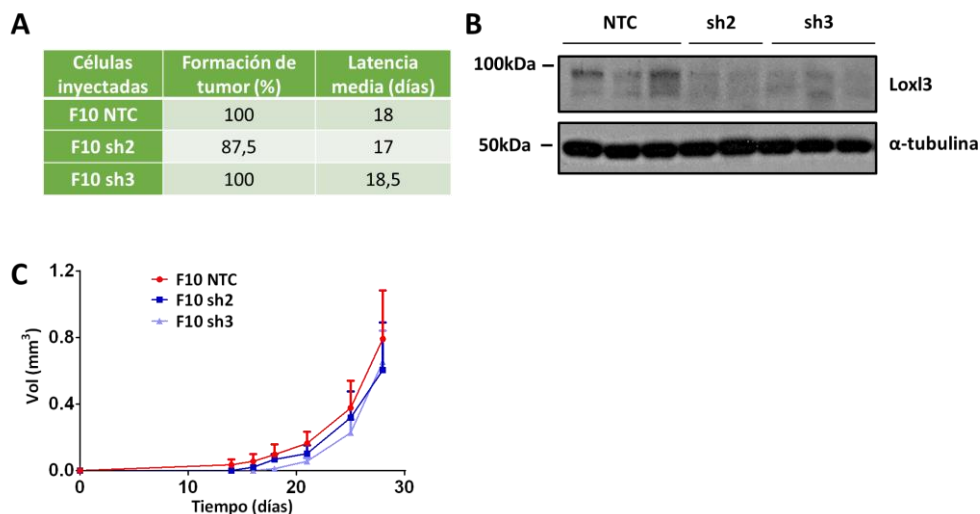 A
Células inyectadas Formación de tumor (%) Latencia media (días)
F10 NTC 100 18
F10 sh2 87,5 17
F10 sh3 100 18,5
B
NTC sh2 sh3
100kDa Loxl3
50kDa α-tubulina
C
F10 NTC
F10 sh2
F10 sh3
Vol (mm³)
1.2
0.8
0.4
0.0
0 10 20 30
Tiempo (días)